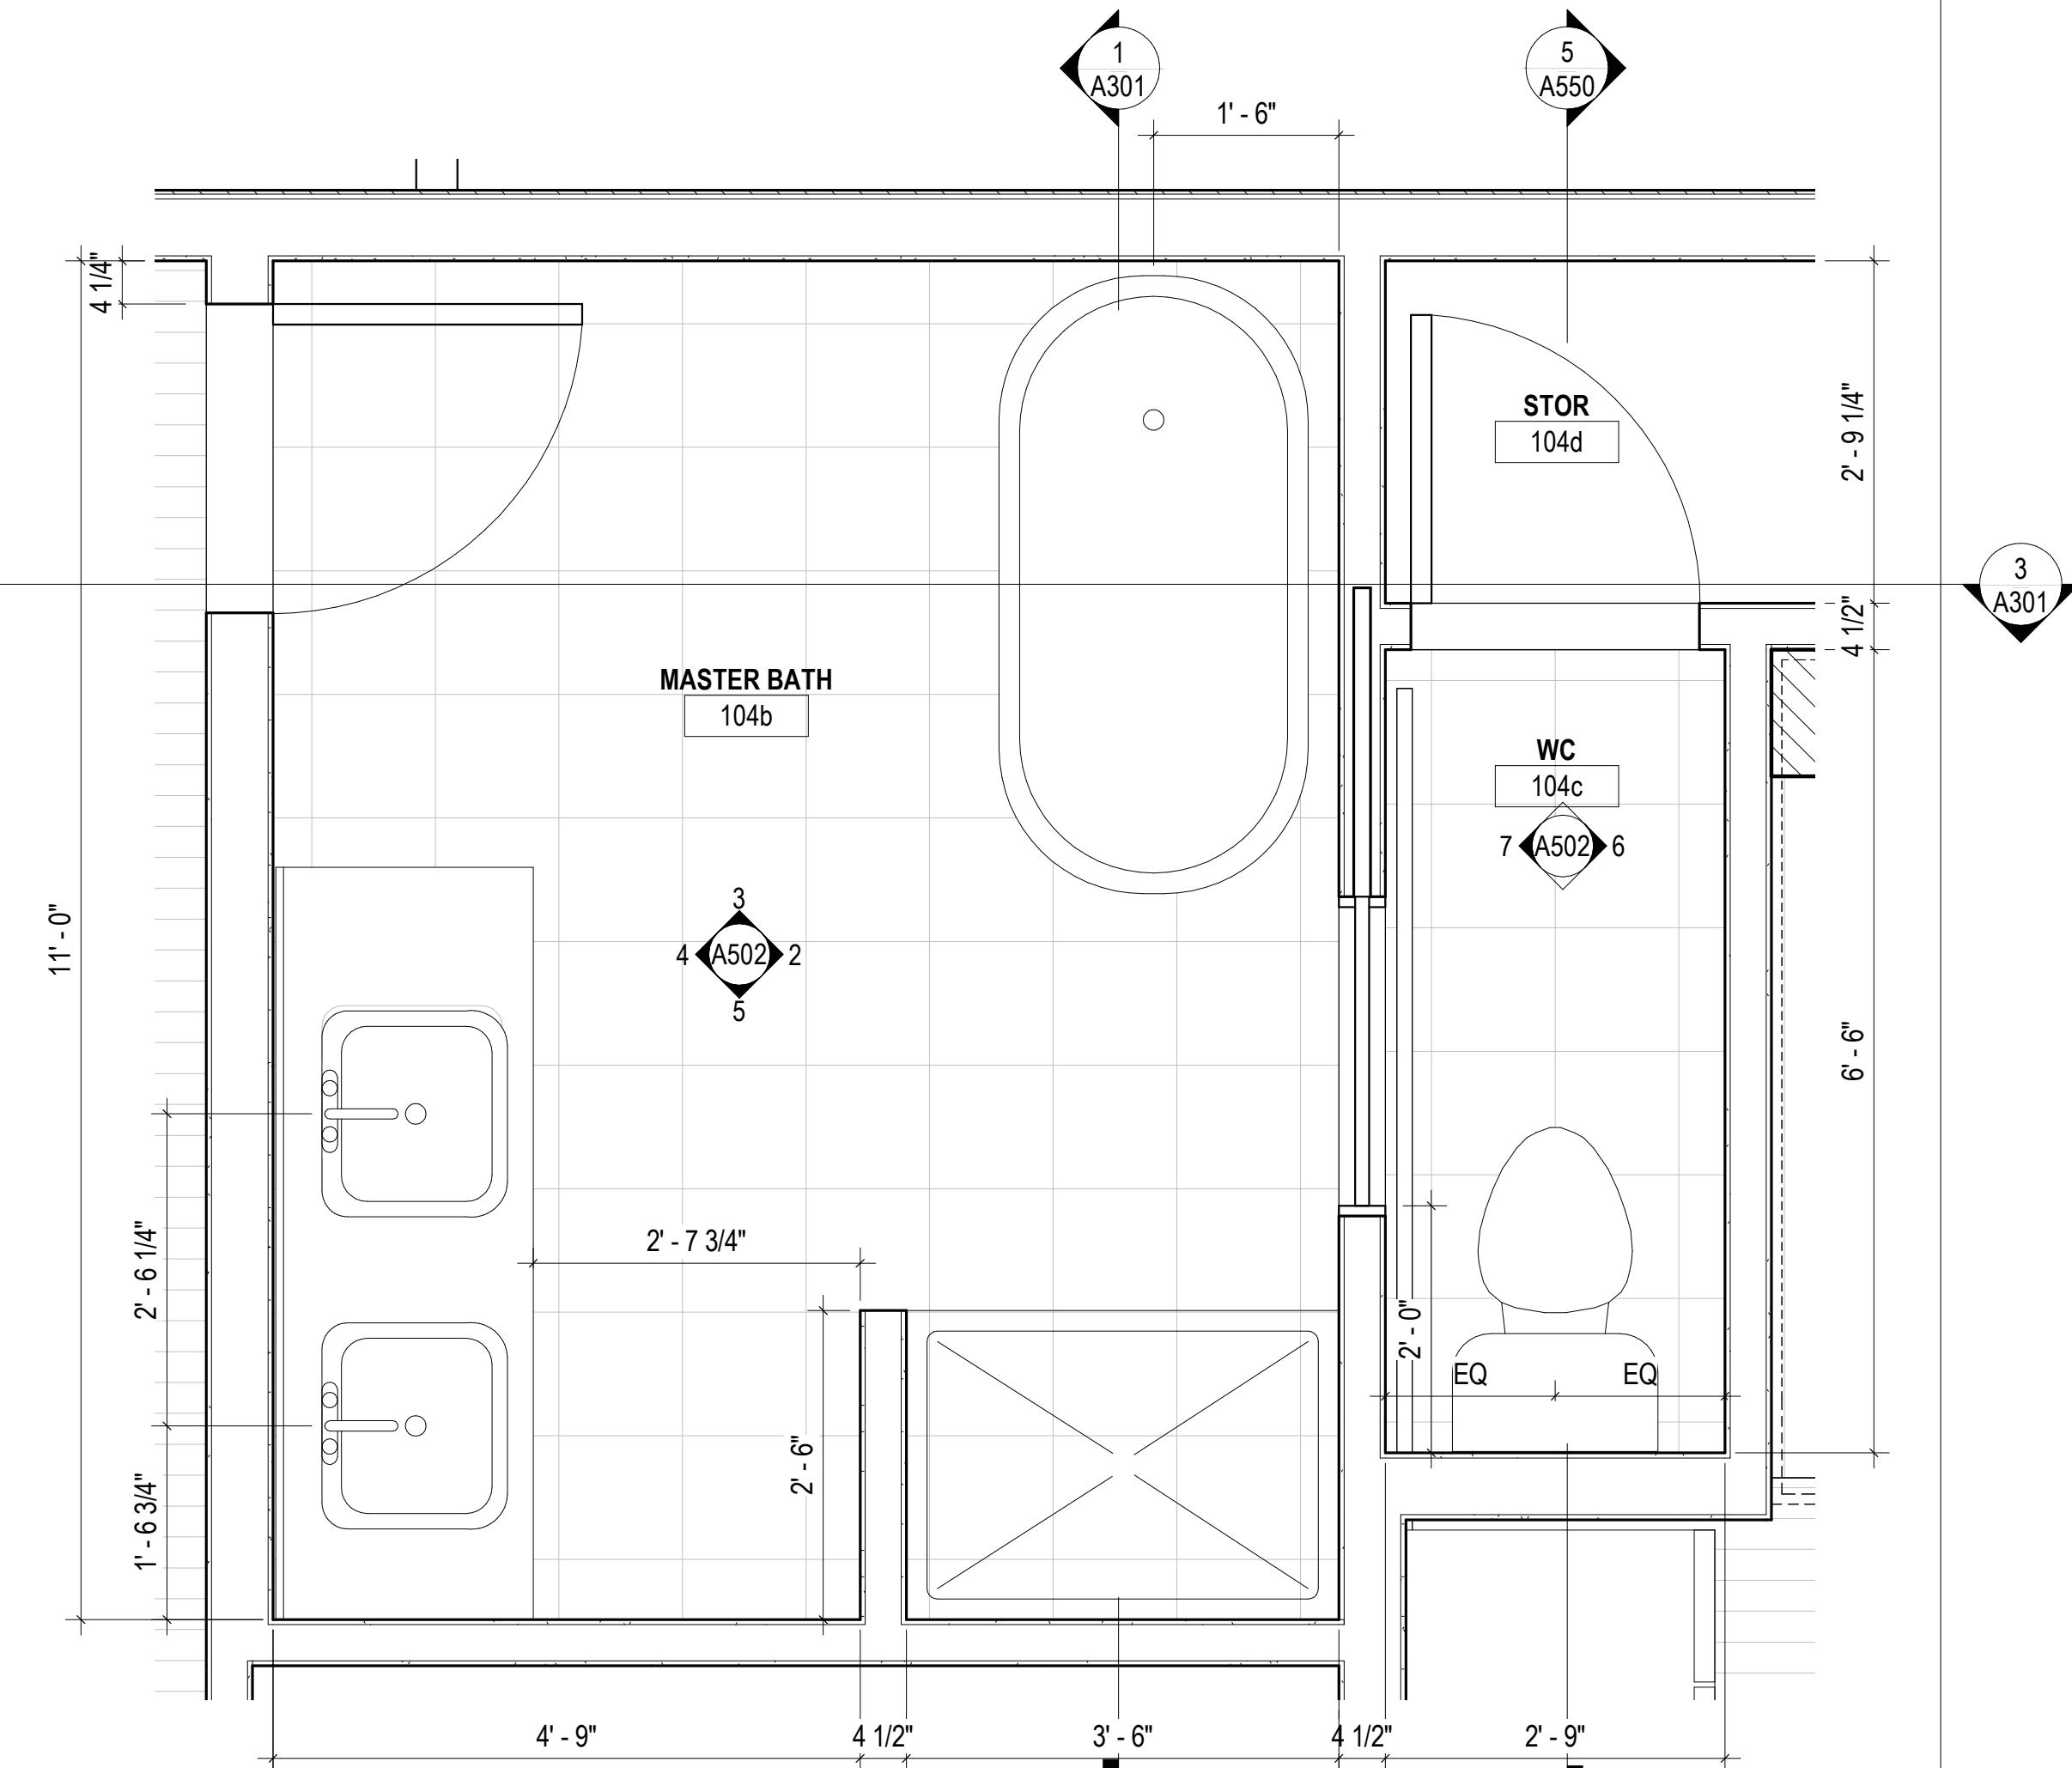 1
A301
5
A550
1' - 6"
4 1/4"
STOR
104d
2' - 9 1/4"
3
A301
4 1/2"
MASTER BATH
104b
WC
104c
7 A502 6
3
4 A502 2
5
11' - 0"
6' - 6"
2' - 6 1/4"
2' - 7 3/4"
2' - 0"
EQ EQ
2' - 6"
1' - 6 3/4"
4' - 9" 4 1/2" 3' - 6" 4 1/2" 2' - 9"